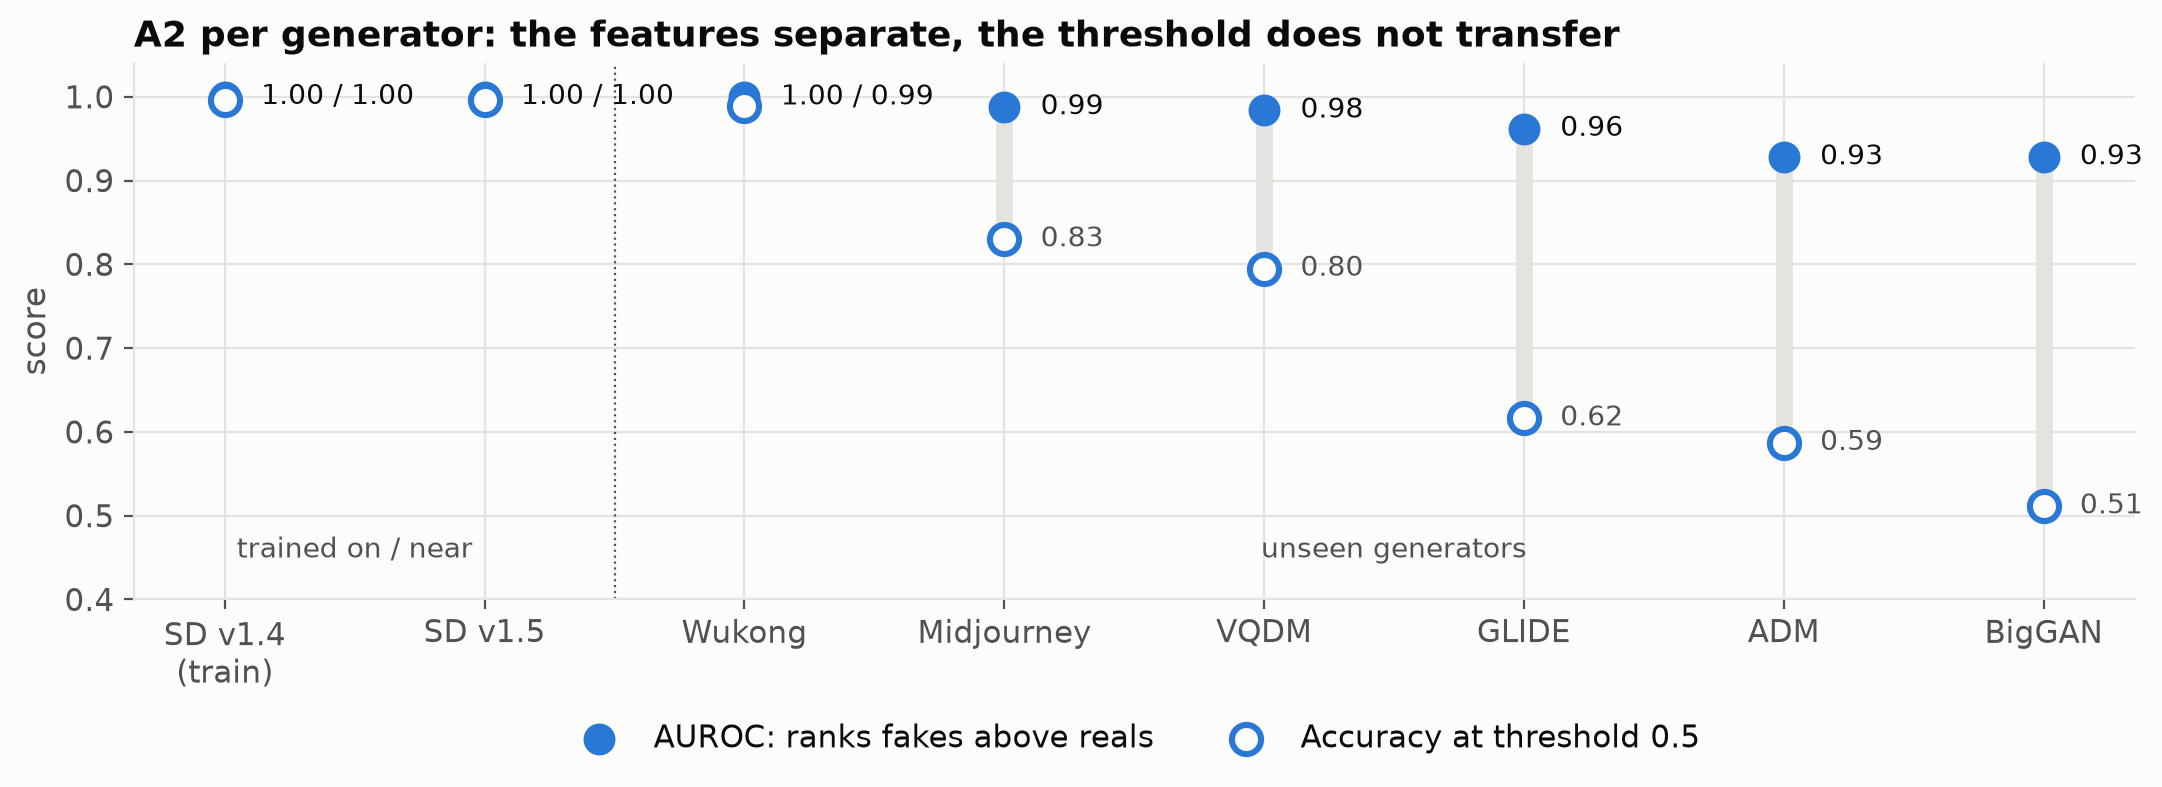 A2 per generator: the features separate, the threshold does not transfer
score
1.0
0.9
0.8
0.7
0.6
0.5
0.4
1.00 / 1.00
1.00 / 1.00
1.00 / 0.99
0.99
0.98
0.96
0.93
0.93
0.83
0.80
0.62
0.59
0.51
trained on / near
unseen generators
SD v1.4
(train)
SD v1.5
Wukong
Midjourney
VQDM
GLIDE
ADM
BigGAN
AUROC: ranks fakes above reals
Accuracy at threshold 0.5